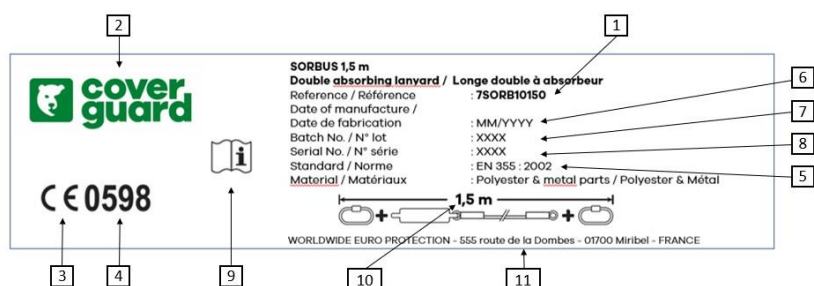 2
1
SORBUS 1,5 m
Double absorbing lanyard / Longe double à absorbeur
Reference / Référence : 7SORB10150
Date of manufacture /
Date de fabrication : MM/YYYY
Batch No. / N° lot : XXXX
Serial No. / N° série : XXXX
Standard / Norme : EN 355 : 2002
Material / Matériaux : Polyester & metal parts / Polyester & Métal
1,5 m
WORLDWIDE EURO PROTECTION - 555 route de la Dombes - 01700 Miribel - FRANCE
cover
guard
i
CE 0598
6
7
8
5
3
4
9
10
11